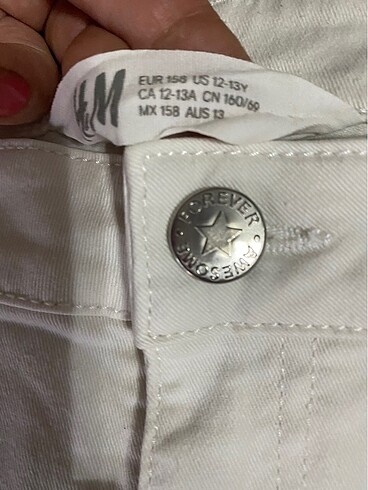 H&M
EUR 158 US 12-13Y
CA 12-13A CN 160/69
MX 158 AUS 13
FOREVER • AWESOME •